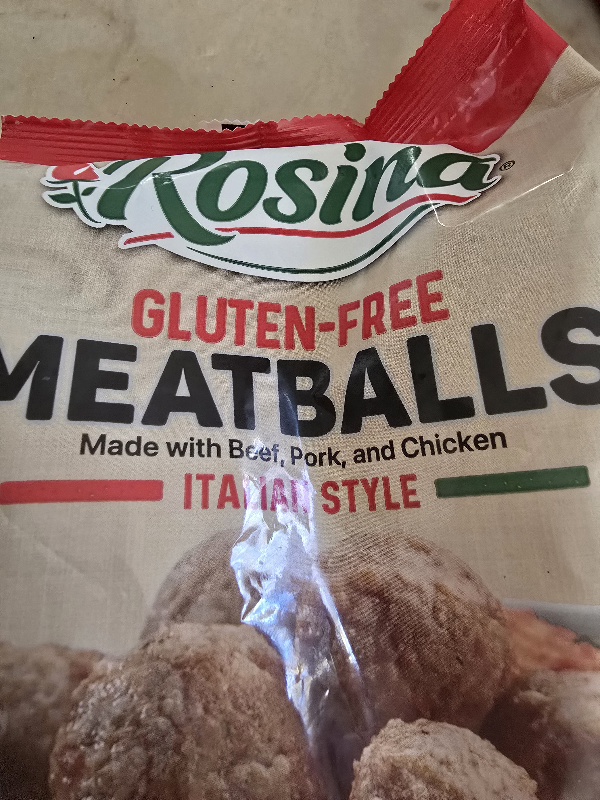 Rosina®
GLUTEN-FREE
MEATBALLS
Made with Beef, Pork, and Chicken
ITALIAN STYLE